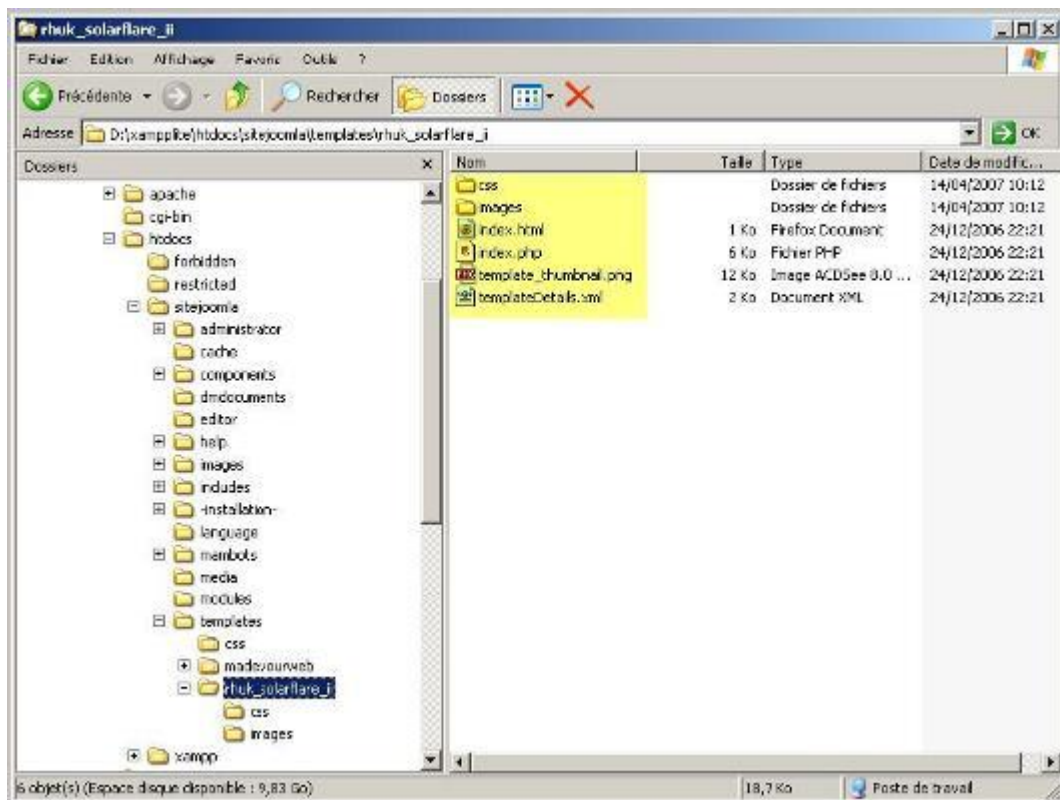 rhuk_solarflare_ii
Fichier Edition Affichage Favoris Outils ?
Précédente Rechercher Dossiers
Adresse D:\xampplite\htdocs\sitejoomla\templates\rhuk_solarflare_ii OK
Dossiers
apache
cgi-bin
htdocs
forbidden
restricted
sitejoomla
administrator
cache
components
dmdocuments
editor
help
images
includes
-installation-
language
mambots
media
modules
templates
css
madeyourweb
rhuk_solarflare_ii
css
images
xampp
Nom Taille Type Date de modific...
css Dossier de fichiers 14/04/2007 10:12
images Dossier de fichiers 14/04/2007 10:12
index.html 1 Ko Firefox Document 24/12/2006 22:21
index.php 6 Ko Fichier PHP 24/12/2006 22:21
template_thumbnail.png 12 Ko Image ACDSee 8.0 ... 24/12/2006 22:21
templateDetails.xml 2 Ko Document XML 24/12/2006 22:21
6 objet(s) (Espace disque disponible : 9,83 Go) 18,7 Ko Poste de travail